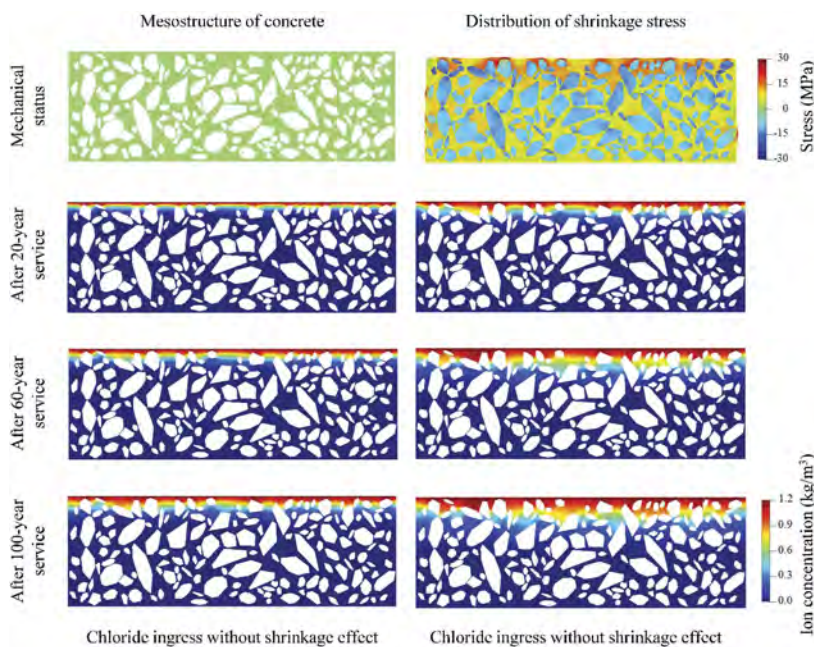 Mesostructure of concrete
Distribution of shrinkage stress
Mechanical
status
30
15
0
-15
-30
Stress (MPa)
After 20-year
service
After 60-year
service
After 100-year
service
1.2
0.9
0.6
0.3
0.0
Ion concentration (kg/m³)
Chloride ingress without shrinkage effect
Chloride ingress without shrinkage effect